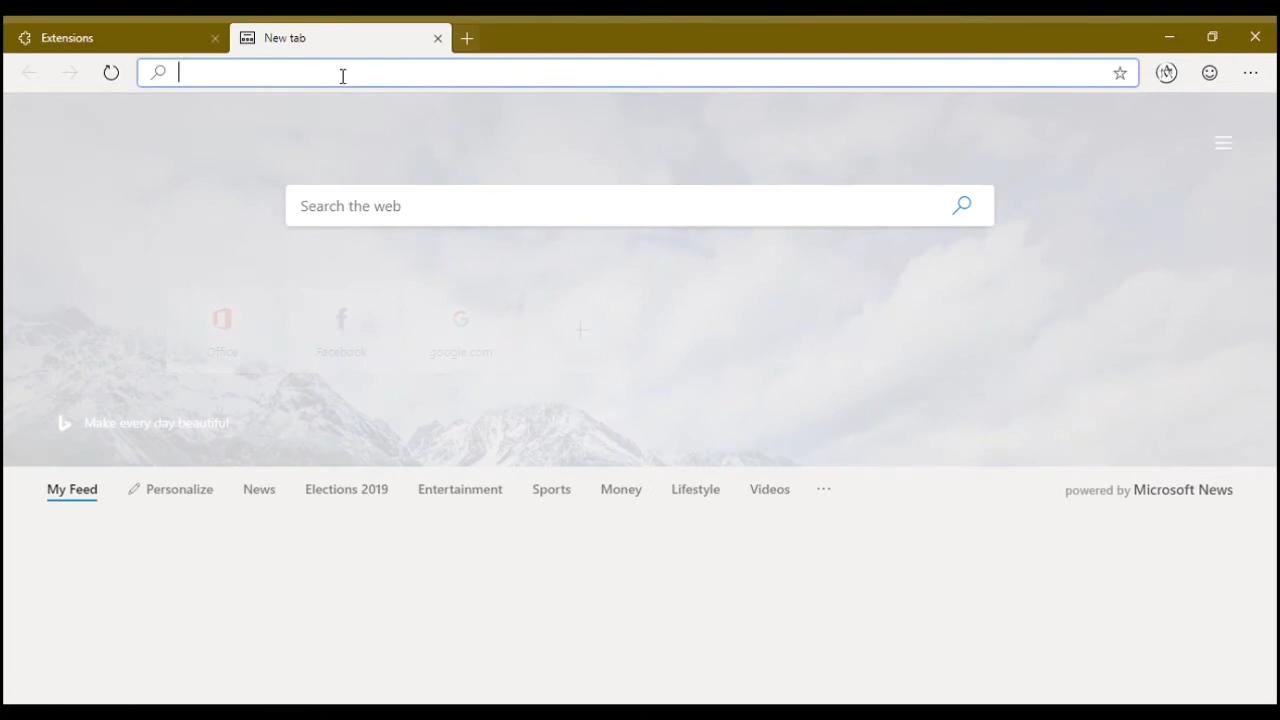 Extensions
New tab
Search the web
Office
Facebook
google.com
Make every day beautiful
My Feed
Personalize
News
Elections 2019
Entertainment
Sports
Money
Lifestyle
Videos
powered by Microsoft News